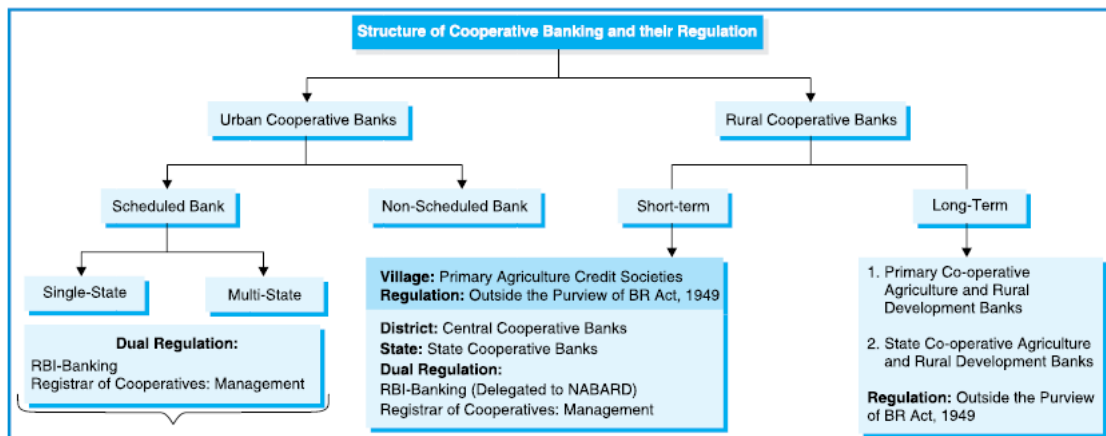 Structure of Cooperative Banking and their Regulation
Urban Cooperative Banks
Rural Cooperative Banks
Scheduled Bank
Non-Scheduled Bank
Short-term
Long-Term
Single-State
Multi-State
Dual Regulation:
RBI-Banking
Registrar of Cooperatives: Management
Village: Primary Agriculture Credit Societies
Regulation: Outside the Purview of BR Act, 1949
District: Central Cooperative Banks
State: State Cooperative Banks
Dual Regulation:
RBI-Banking (Delegated to NABARD)
Registrar of Cooperatives: Management
1. Primary Co-operative
Agriculture and Rural
Development Banks
2. State Co-operative Agriculture
and Rural Development Banks
Regulation: Outside the Purview
of BR Act, 1949